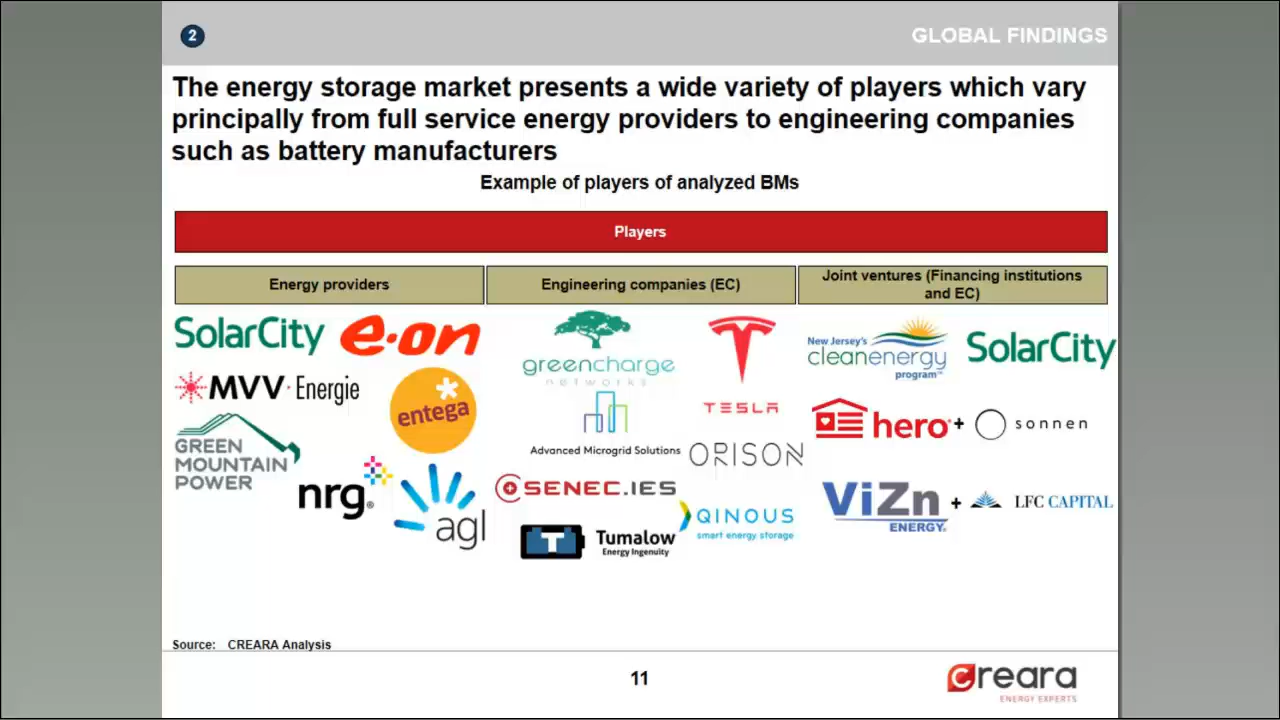 2
GLOBAL FINDINGS
The energy storage market presents a wide variety of players which vary
principally from full service energy providers to engineering companies
such as battery manufacturers
Example of players of analyzed BMs
Players
Energy providers
SolarCity
e·on
MVV Energie
entega
GREEN
MOUNTAIN
POWER
nrg®
agl
Engineering companies (EC)
greencharge
NETWORKS
TESLA
Advanced Microgrid Solutions
ORISON
SENEC.IES
QINOUS
smart energy storage
T
Tumalow
Energy Ingenuity
Joint ventures (Financing institutions
and EC)
New Jersey's
cleanenergy
program™
SolarCity
hero + sonnen
ViZn
ENERGY®
+ LFC CAPITAL
Source: CREARA Analysis
11
creara
ENERGY EXPERTS